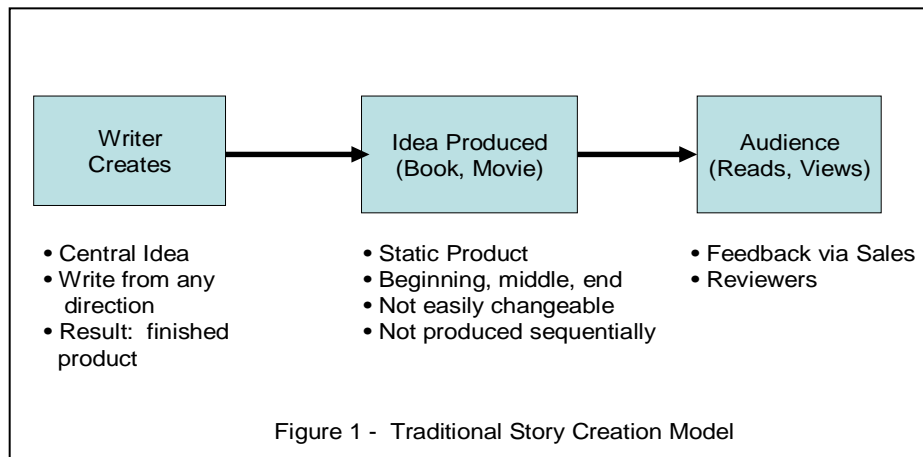 Writer
Creates
Idea Produced
(Book, Movie)
Audience
(Reads, Views)
• Central Idea
• Write from any
direction
• Result:  finished
product
• Static Product
• Beginning, middle, end
• Not easily changeable
• Not produced sequentially
• Feedback via Sales
• Reviewers
Figure 1 -  Traditional Story Creation Model